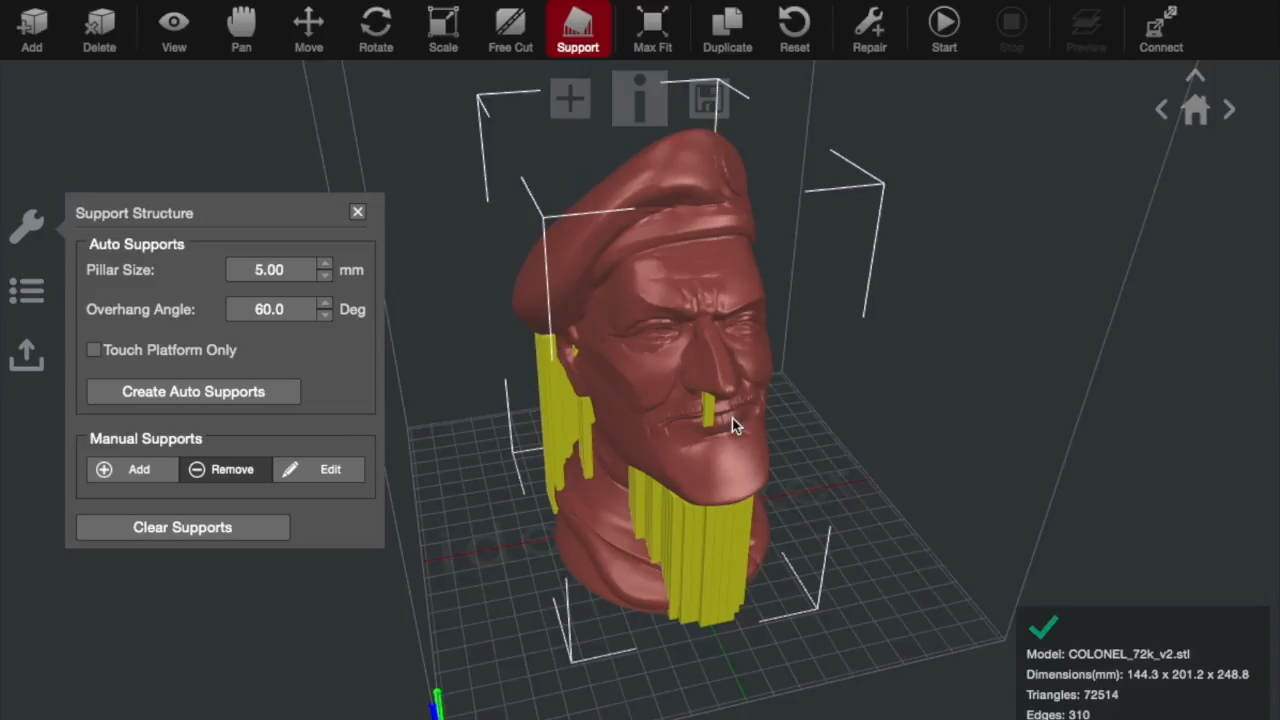 Add Delete View Pan Move Rotate Scale Free Cut Support Max Fit Duplicate Reset Repair Start Stop Preview Connect
Support Structure
Auto Supports
Pillar Size: 5.00 mm
Overhang Angle: 60.0 Deg
Touch Platform Only
Create Auto Supports
Manual Supports
Add Remove Edit
Clear Supports
Model: COLONEL_72k_v2.stl
Dimensions(mm): 144.3 x 201.2 x 248.8
Triangles: 72514
Edges: 310